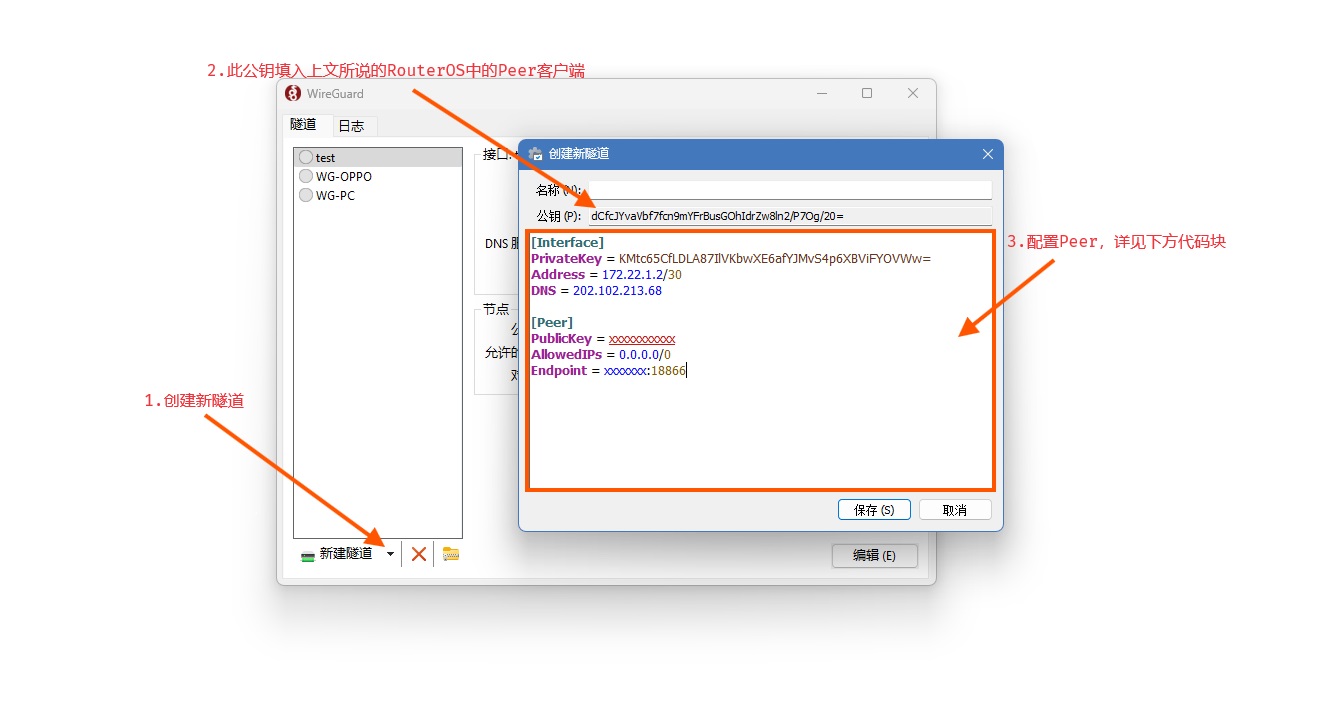 2.此公钥填入上文所说的RouterOS中的Peer客户端
WireGuard
隧道
日志
test
WG-OPPO
WG-PC
接口:
DNS 服
节点
允许的
创建新隧道
名称 (N):
公钥 (P):
dCfcJYvaVbf7fcn9mYFrBusGOhIdrZw8ln2/P7Og/20=
[Interface]
PrivateKey = KMtc65CfLDLA87IlVKbwXE6afYJMvS4p6XBViFYOVWw=
Address = 172.22.1.2/30
DNS = 202.102.213.68
[Peer]
PublicKey = xxxxxxxxxxx
AllowedIPs = 0.0.0.0/0
Endpoint = xxxxxxx:18866
3.配置Peer, 详见下方代码块
1.创建新隧道
保存 (S)
取消
新建隧道
编辑 (E)